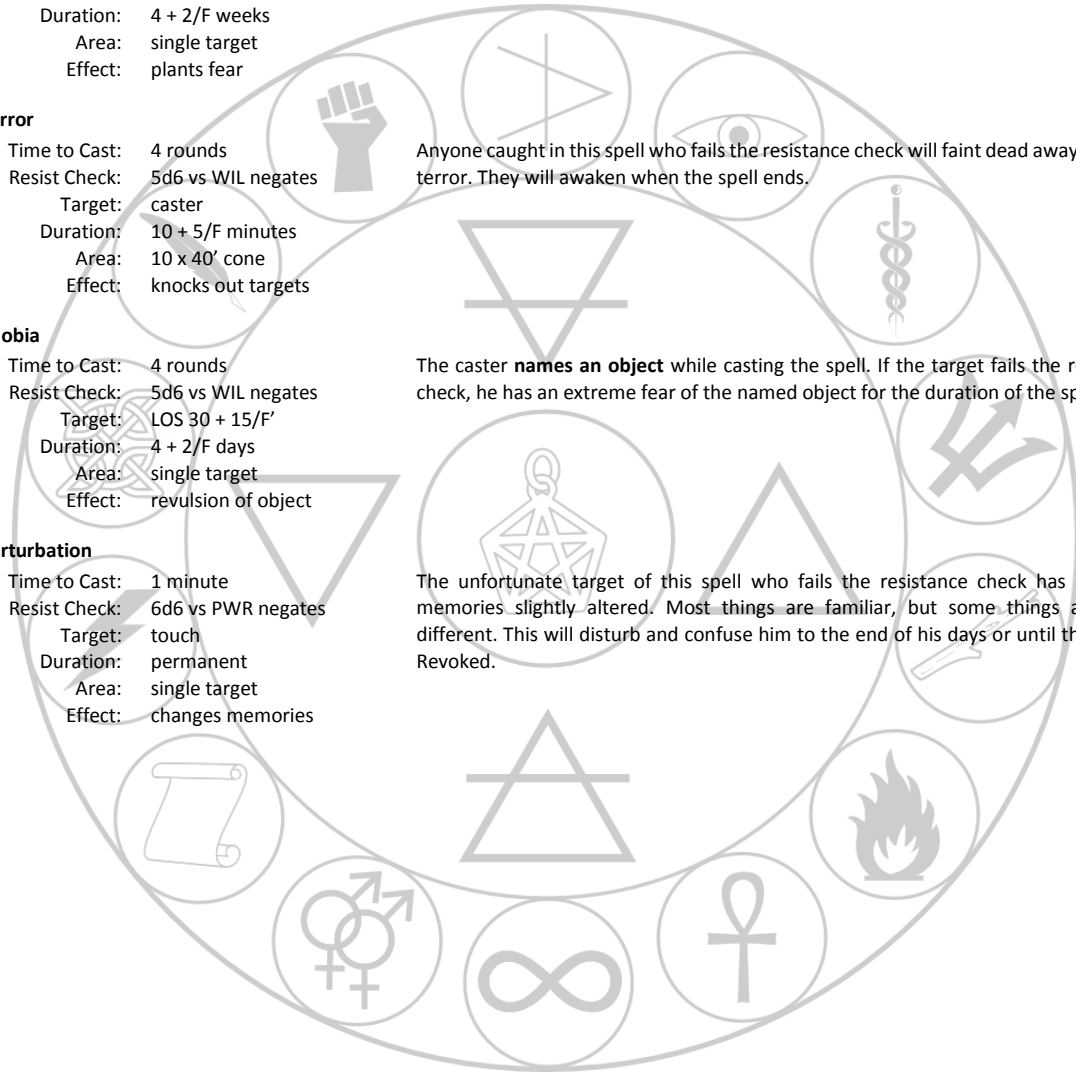 Duration: 4 + 2/F weeks
Area: single target
Effect: plants fear
rror
Time to Cast: 4 rounds
Resist Check: 5d6 vs WIL negates
Target: caster
Duration: 10 + 5/F minutes
Area: 10 x 40’ cone
Effect: knocks out targets
Anyone caught in this spell who fails the resistance check will faint dead away
terror. They will awaken when the spell ends.
obia
Time to Cast: 4 rounds
Resist Check: 5d6 vs WIL negates
Target: LOS 30 + 15/F’
Duration: 4 + 2/F days
Area: single target
Effect: revulsion of object
The caster names an object while casting the spell. If the target fails the r
check, he has an extreme fear of the named object for the duration of the sp
rturbation
Time to Cast: 1 minute
Resist Check: 6d6 vs PWR negates
Target: touch
Duration: permanent
Area: single target
Effect: changes memories
The unfortunate target of this spell who fails the resistance check has
memories slightly altered. Most things are familiar, but some things a
different. This will disturb and confuse him to the end of his days or until th
Revoked.